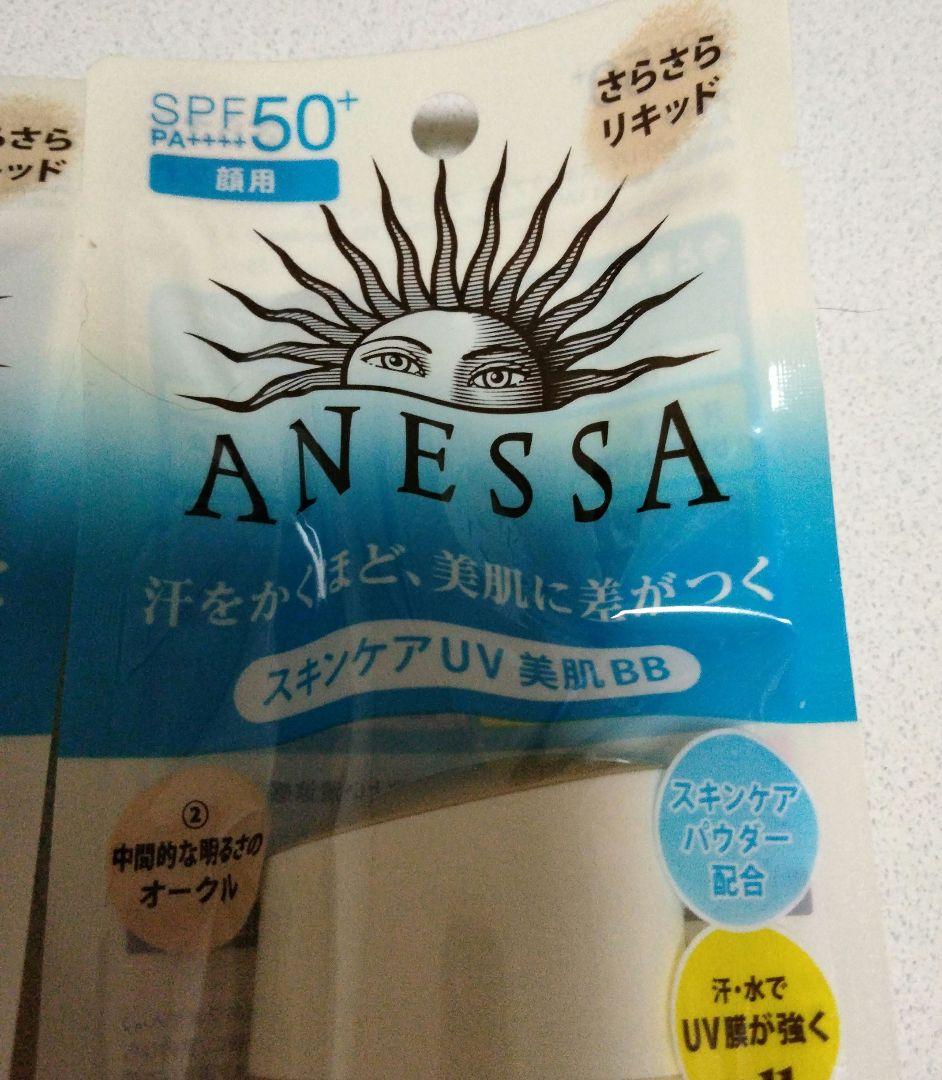 SPF50+
PA++++
顔用
さらさら
リキッド
ANESSA
汗をかくほど、美肌に差がつく
スキンケアUV 美肌BB
②
中間的な明るさの
オークル
スキンケア
パウダー
配合
汗・水で
UV膜が強く